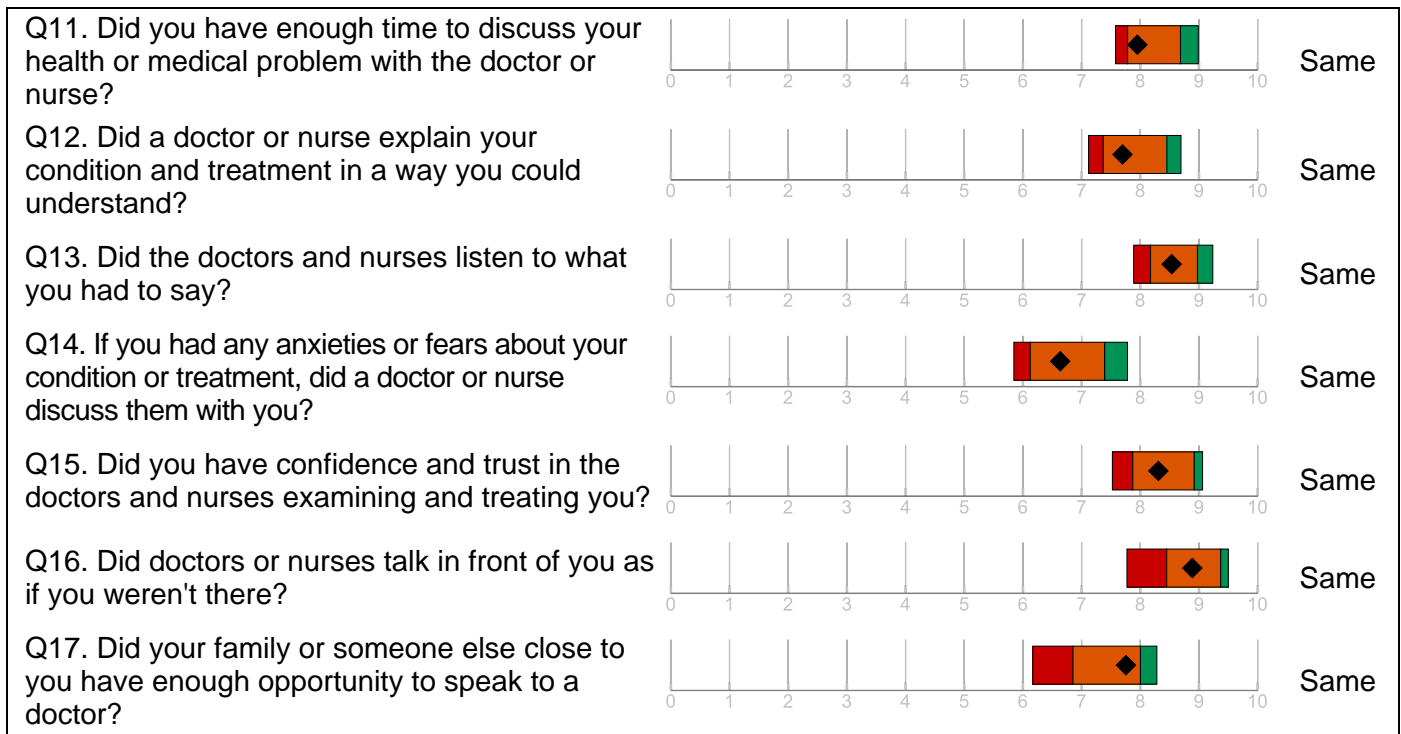 Q11. Did you have enough time to discuss your
health or medical problem with the doctor or
nurse?
0 1 2 3 4 5 6 7 8 9 10
Same
Q12. Did a doctor or nurse explain your
condition and treatment in a way you could
understand?
0 1 2 3 4 5 6 7 8 9 10
Same
Q13. Did the doctors and nurses listen to what
you had to say?
0 1 2 3 4 5 6 7 8 9 10
Same
Q14. If you had any anxieties or fears about your
condition or treatment, did a doctor or nurse
discuss them with you?
0 1 2 3 4 5 6 7 8 9 10
Same
Q15. Did you have confidence and trust in the
doctors and nurses examining and treating you?
0 1 2 3 4 5 6 7 8 9 10
Same
Q16. Did doctors or nurses talk in front of you as
if you weren't there?
0 1 2 3 4 5 6 7 8 9 10
Same
Q17. Did your family or someone else close to
you have enough opportunity to speak to a
doctor?
0 1 2 3 4 5 6 7 8 9 10
Same